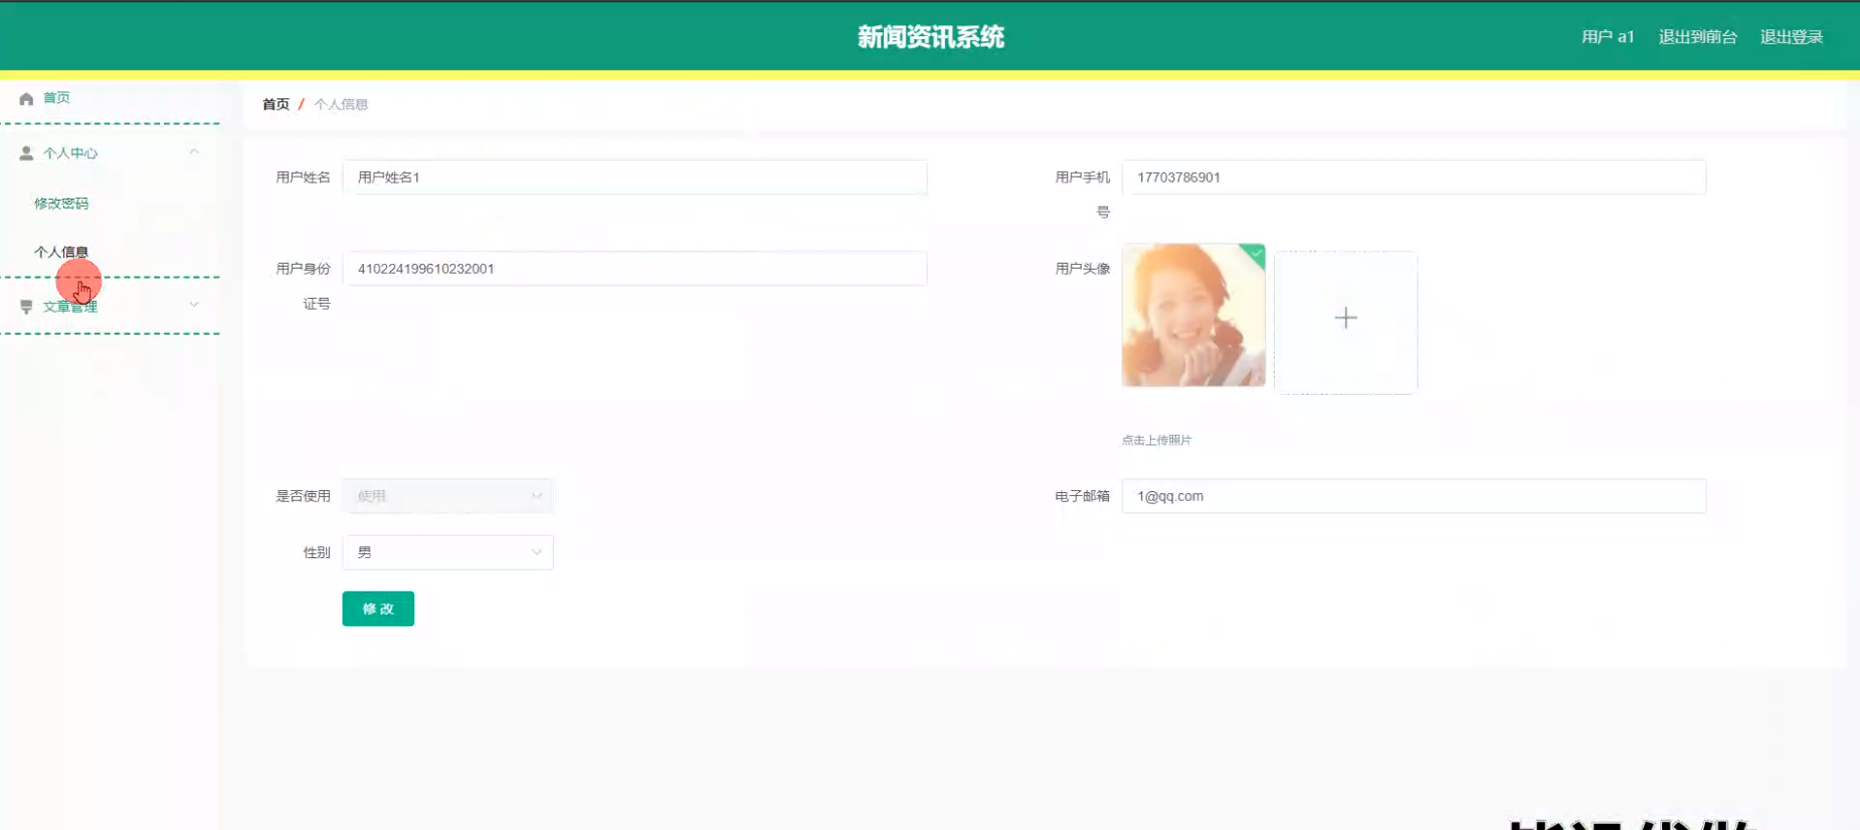 新闻资讯系统
用户 a1 退出到前台 退出登录
首页
个人中心
修改密码
个人信息
文章管理
首页 / 个人信息
用户姓名 用户姓名1
用户手机号 17703786901
用户身份证号 410224199610232001
用户头像
点击上传照片
是否使用 使用
电子邮箱 1@qq.com
性别 男
修改